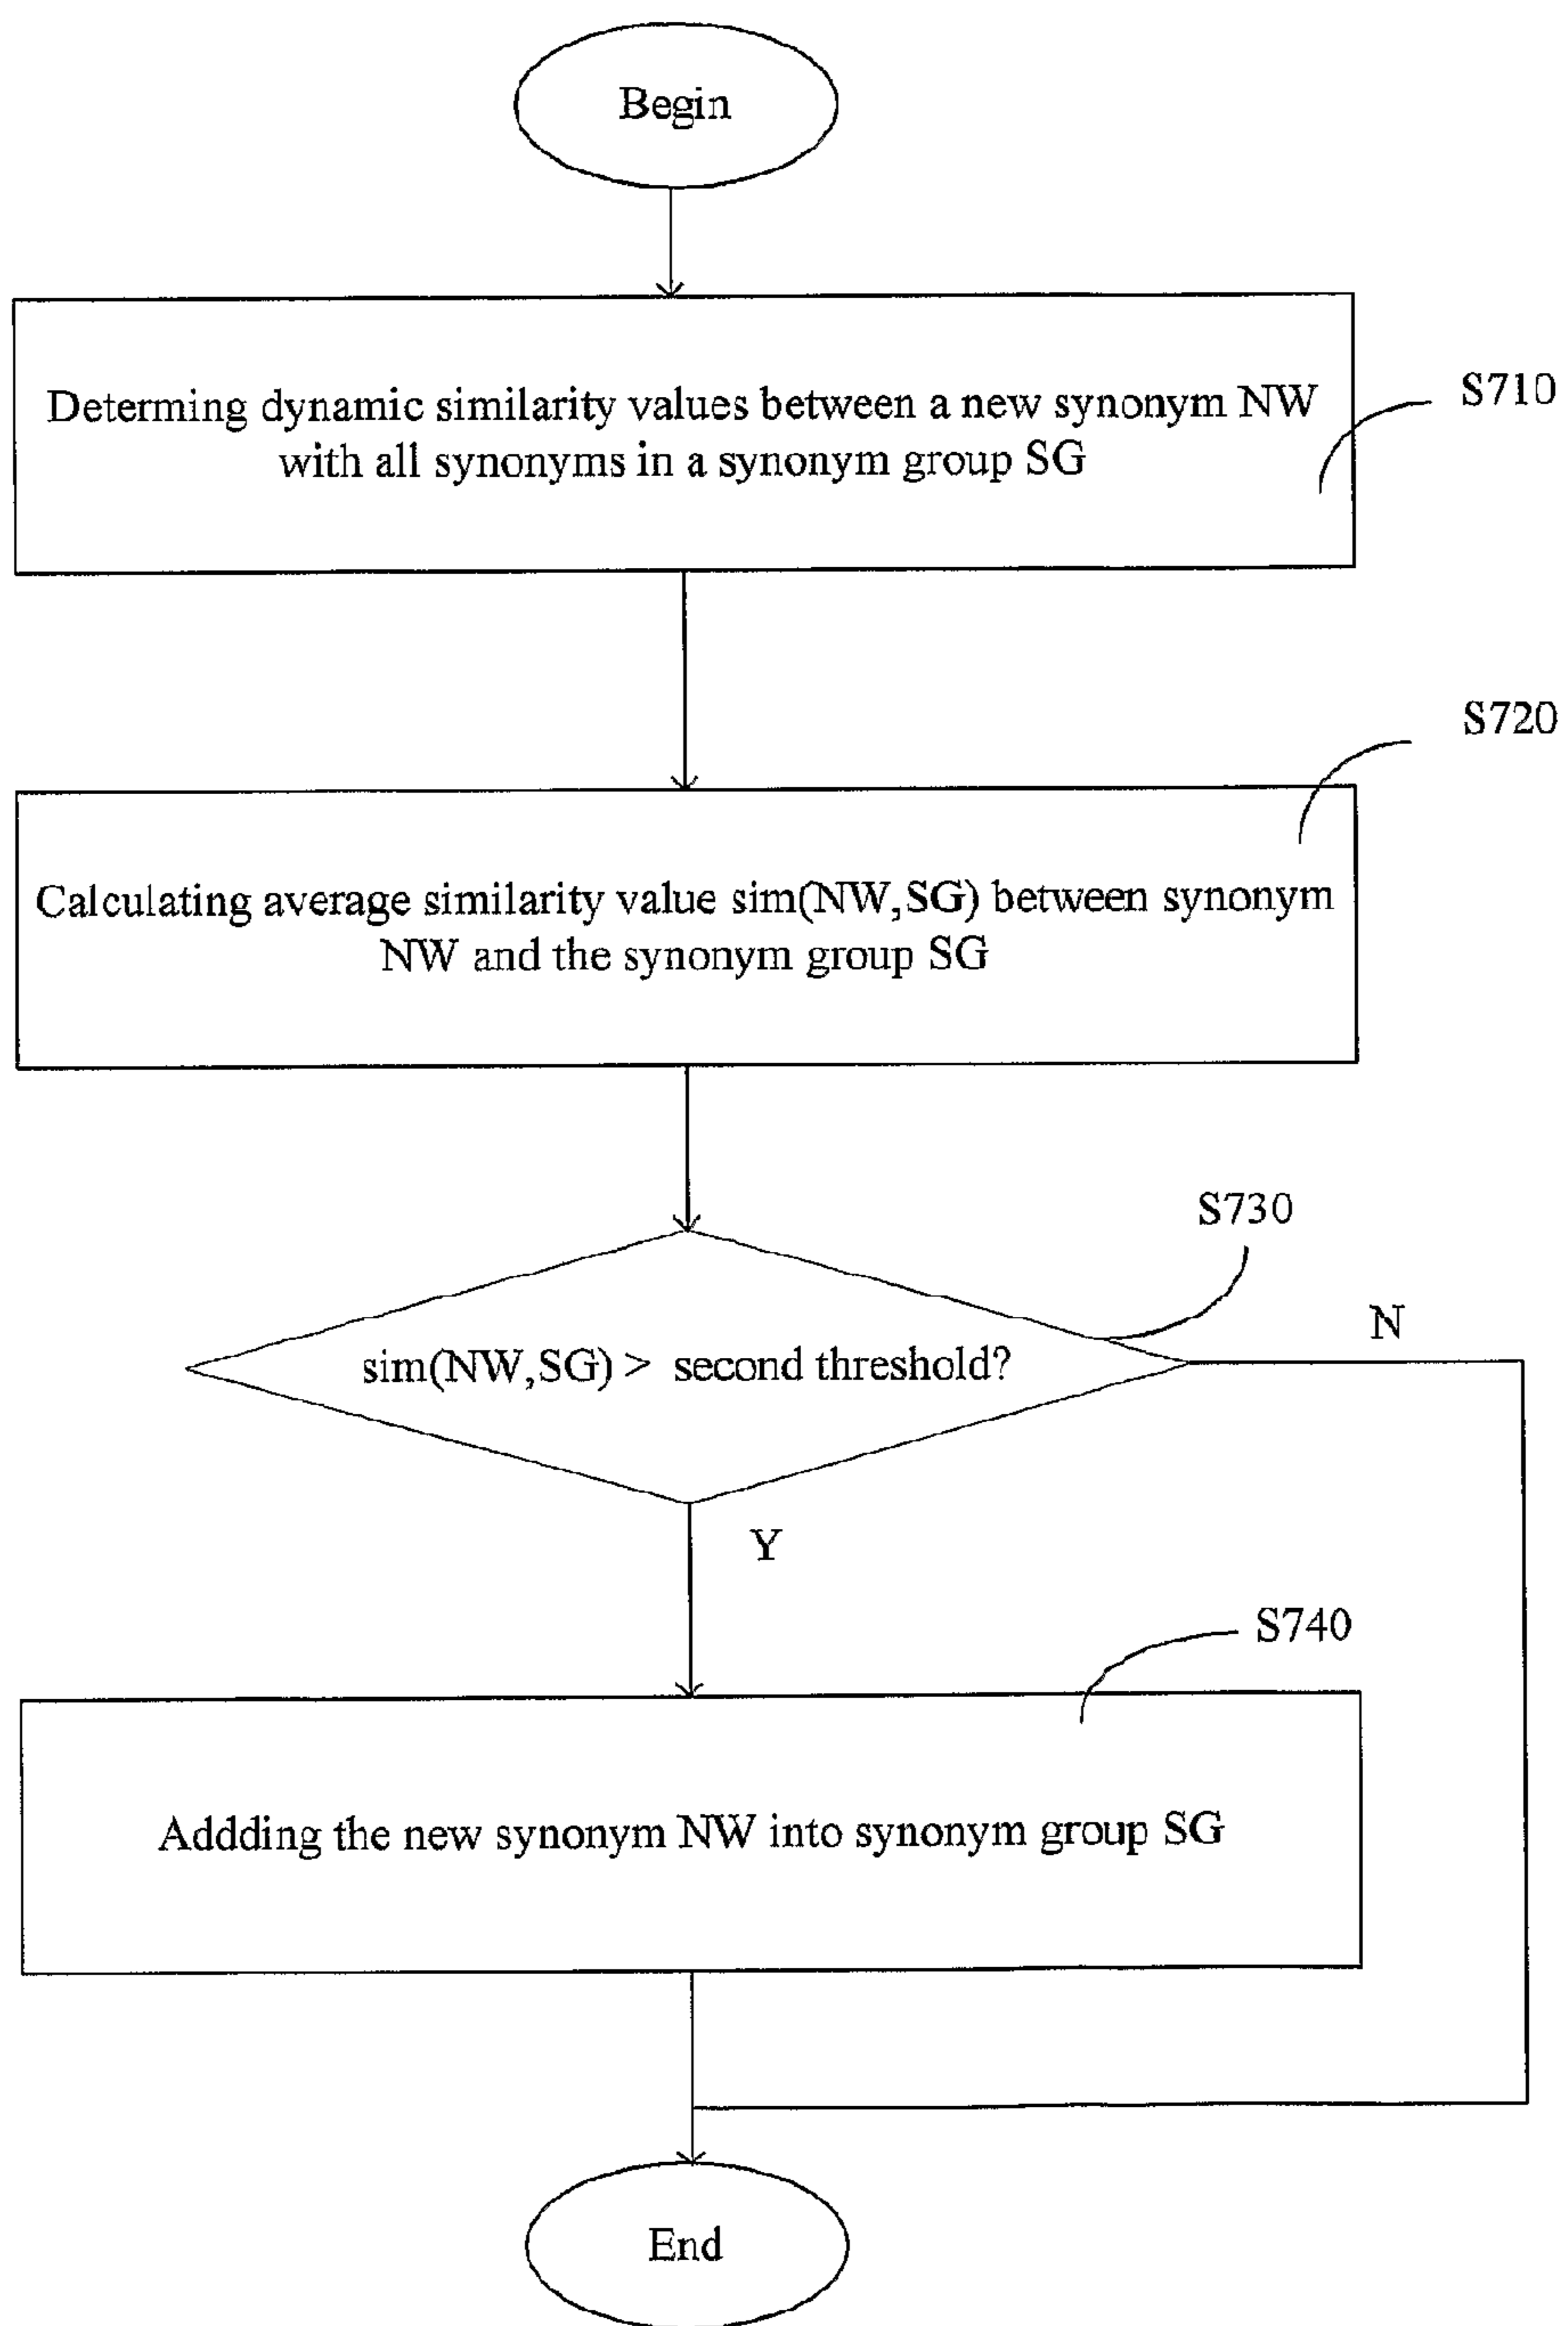 Begin
Determing dynamic similarity values between a new synonym NW
with all synonyms in a synonym group SG
S710
S720
Calculating average similarity value sim(NW,SG) between synonym
NW and the synonym group SG
S730
N
sim(NW,SG) > second threshold?
Y
S740
Addding the new synonym NW into synonym group SG
End